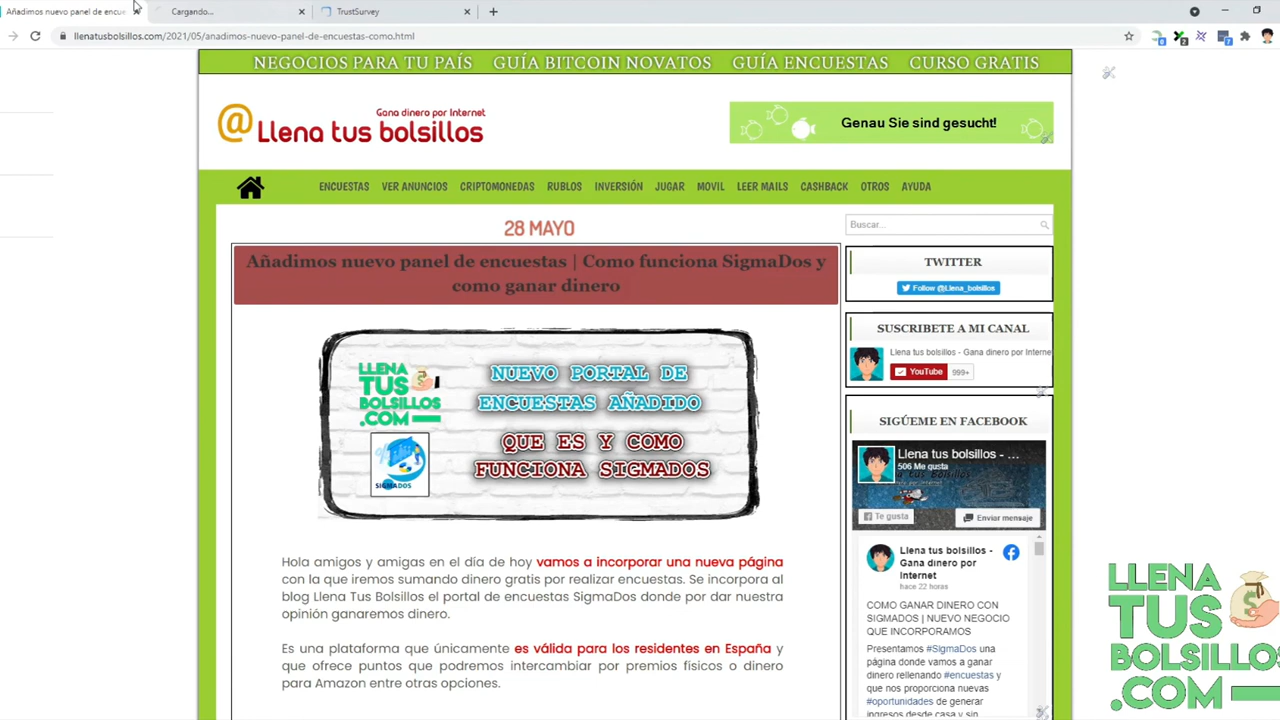 Añadimos nuevo panel de encues
Cargando...
TrustSurvey
llenatusbolsillos.com/2021/05/anadimos-nuevo-panel-de-encuestas-como.html
NEGOCIOS PARA TU PAÍS GUÍA BITCOIN NOVATOS GUÍA ENCUESTAS CURSO GRATIS
Gana dinero por Internet
@Llena tus bolsillos
Genau Sie sind gesucht!
ENCUESTAS VER ANUNCIOS CRIPTOMONEDAS RUBLOS INVERSIÓN JUGAR MOVIL LEER MAILS CASHBACK OTROS AYUDA
28 MAYO
Añadimos nuevo panel de encuestas | Como funciona SigmaDos y
como ganar dinero
LLENA
TUS
BOLSILLOS
.COM
SIGMADOS
NUEVO PORTAL DE
ENCUESTAS AÑADIDO
QUE ES Y COMO
FUNCIONA SIGMADOS
Hola amigos y amigas en el día de hoy vamos a incorporar una nueva página
con la que iremos sumando dinero gratis por realizar encuestas. Se incorpora al
blog Llena Tus Bolsillos el portal de encuestas SigmaDos donde por dar nuestra
opinión ganaremos dinero.
Es una plataforma que únicamente es válida para los residentes en España y
que ofrece puntos que podremos intercambiar por premios físicos o dinero
para Amazon entre otras opciones.
Buscar...
TWITTER
Follow @Llena_bolsillos
SUSCRIBETE A MI CANAL
Llena tus bolsillos - Gana dinero por Interne
YouTube 999+
SIGÚEME EN FACEBOOK
Llena tus bolsillos - ...
506 Me gusta
Te gusta
Enviar mensaje
Llena tus bolsillos -
Gana dinero por
Internet
hace 22 horas
COMO GANAR DINERO CON
SIGMADOS | NUEVO NEGOCIO
QUE INCORPORAMOS
Presentamos #SIgmaDos una
página donde vamos a ganar
dinero rellenando #encuestas y
que nos proporciona nuevas
#oportunidades de generar
ingresos desde casa y sin
LLENA
TUS
BOLSILLOS
.COM